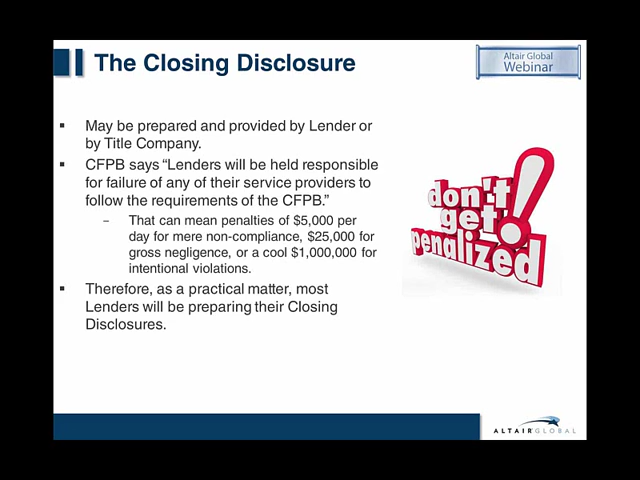 The Closing Disclosure
Altair Global
Webinar
▪ May be prepared and provided by Lender or
by Title Company.
▪ CFPB says “Lenders will be held responsible
for failure of any of their service providers to
follow the requirements of the CFPB.”
– That can mean penalties of $5,000 per
day for mere non-compliance, $25,000 for
gross negligence, or a cool $1,000,000 for
intentional violations.
▪ Therefore, as a practical matter, most
Lenders will be preparing their Closing
Disclosures.
don't
get
penalized!
ALTAIR GLOBAL